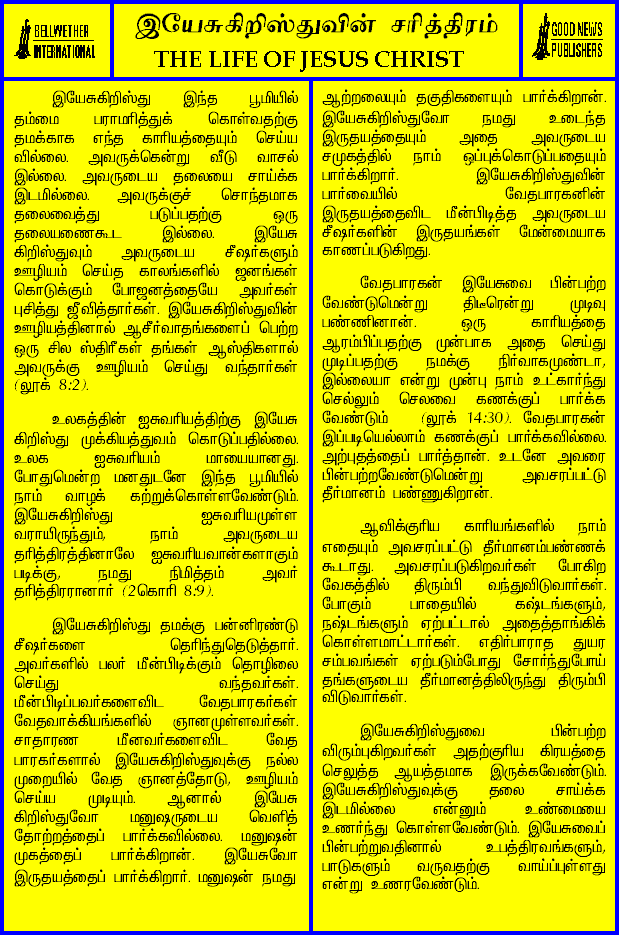 BELLWETHER
INTERNATIONAL
இயேசுகிறிஸ்துவின் சரித்திரம்
THE LIFE OF JESUS CHRIST
GOOD NEWS
PUBLISHERS
இயேசுகிறிஸ்து இந்த பூமியில்
தம்மை பராமரித்துக் கொள்வதற்கு
தமக்காக எந்த காரியத்தையும் செய்ய
வில்லை. அவருக்கென்று வீடு வாசல்
இல்லை. அவருடைய தலையை சாய்க்க
இடமில்லை. அவருக்குச் சொந்தமாக
தலைவைத்து படுப்பதற்கு ஒரு
தலையணைகூட இல்லை. இயேசு
கிறிஸ்துவும் அவருடைய சீஷர்களும்
ஊழியம் செய்த காலங்களில் ஜனங்கள்
கொடுக்கும் போஜனத்தையே அவர்கள்
புசித்து ஜீவித்தார்கள். இயேசுகிறிஸ்துவின்
ஊழியத்தினால் ஆசீர்வாதங்களைப் பெற்ற
ஒரு சில ஸ்திரீகள் தங்கள் ஆஸ்திகளால்
அவருக்கு ஊழியம் செய்து வந்தார்கள்
(லூக் 8:2).
உலகத்தின் ஐசுவரியத்திற்கு இயேசு
கிறிஸ்து முக்கியத்துவம் கொடுப்பதில்லை.
உலக ஐசுவரியம் மாயையானது.
போதுமென்ற மனதுடனே இந்த பூமியில்
நாம் வாழக் கற்றுக்கொள்ளவேண்டும்.
இயேசுகிறிஸ்து ஐசுவரியமுள்ள
வராயிருந்தும், நாம் அவருடைய
தரித்திரத்தினாலே ஐசுவரியவான்களாகும்
படிக்கு, நமது நிமித்தம் அவர்
தரித்திரரானார் (2கொரி 8:9).
இயேசுகிறிஸ்து தமக்கு பன்னிரண்டு
சீஷர்களை தெரிந்துதெடுத்தார்.
அவர்களில் பலர் மீன்பிடிக்கும் தொழிலை
செய்து வந்தவர்கள்.
மீன்பிடிப்பவர்களைவிட வேதபாரகர்கள்
வேதவாக்கியங்களில் ஞானமுள்ளவர்கள்.
சாதாரண மீனவர்களைவிட வேத
பாரகர்களால் இயேசுகிறிஸ்துவுக்கு நல்ல
முறையில் வேத ஞானத்தோடு, ஊழியம்
செய்ய முடியும். ஆனால் இயேசு
கிறிஸ்துவோ மனுஷருடைய வெளித்
தோற்றத்தைப் பார்க்கவில்லை. மனுஷன்
முகத்தைப் பார்க்கிறான். இயேசுவோ
இருதயத்தைப் பார்க்கிறார். மனுஷன் நமது
ஆற்றலையும் தகுதிகளையும் பார்க்கிறான்.
இயேசுகிறிஸ்துவோ நமது உடைந்த
இருதயத்தையும் அதை அவருடைய
சமுகத்தில் நாம் ஒப்புக்கொடுப்பதையும்
பார்க்கிறார். இயேசுகிறிஸ்துவின்
பார்வையில் வேதபாரகனின்
இருதயத்தைவிட மீன்பிடித்த அவருடைய
சீஷர்களின் இருதயங்கள் மேன்மையாக
காணப்படுகிறது.
வேதபாரகன் இயேசுவை பின்பற்ற
வேண்டுமென்று திடீரென்று முடிவு
பண்ணினான். ஒரு காரியத்தை
ஆரம்பிப்பதற்கு முன்பாக அதை செய்து
முடிப்பதற்கு நமக்கு நிர்வாகமுண்டா,
இல்லையா என்று முன்பு நாம் உட்கார்ந்து
செல்லும் செலவை கணக்குப் பார்க்க
வேண்டும் (லூக் 14:30). வேதபாரகன்
இப்படியெல்லாம் கணக்குப் பார்க்கவில்லை.
அற்புதத்தைப் பார்த்தான். உடனே அவரை
பின்பற்றவேண்டுமென்று அவசரப்பட்டு
தீர்மானம் பண்ணுகிறான்.
ஆவிக்குரிய காரியங்களில் நாம்
எதையும் அவசரப்பட்டு தீர்மானம்பண்ணக்
கூடாது. அவசரப்படுகிறவர்கள் போகிற
வேகத்தில் திரும்பி வந்துவிடுவார்கள்.
போகும் பாதையில் கஷ்டங்களும்,
நஷ்டங்களும் ஏற்பட்டால் அதைத்தாங்கிக்
கொள்ளமாட்டார்கள். எதிர்பாராத துயர
சம்பவங்கள் ஏற்படும்போது சோர்ந்துபோய்
தங்களுடைய தீர்மானத்திலிருந்து திரும்பி
விடுவார்கள்.
இயேசுகிறிஸ்துவை பின்பற்ற
விரும்புகிறவர்கள் அதற்குரிய கிரயத்தை
செலுத்த ஆயத்தமாக இருக்கவேண்டும்.
இயேசுகிறிஸ்துவுக்கு தலை சாய்க்க
இடமில்லை என்னும் உண்மையை
உணர்ந்து கொள்ளவேண்டும். இயேசுவைப்
பின்பற்றுவதினால் உபத்திரவங்களும்,
பாடுகளும் வருவதற்கு வாய்ப்புள்ளது
என்று உணரவேண்டும்.